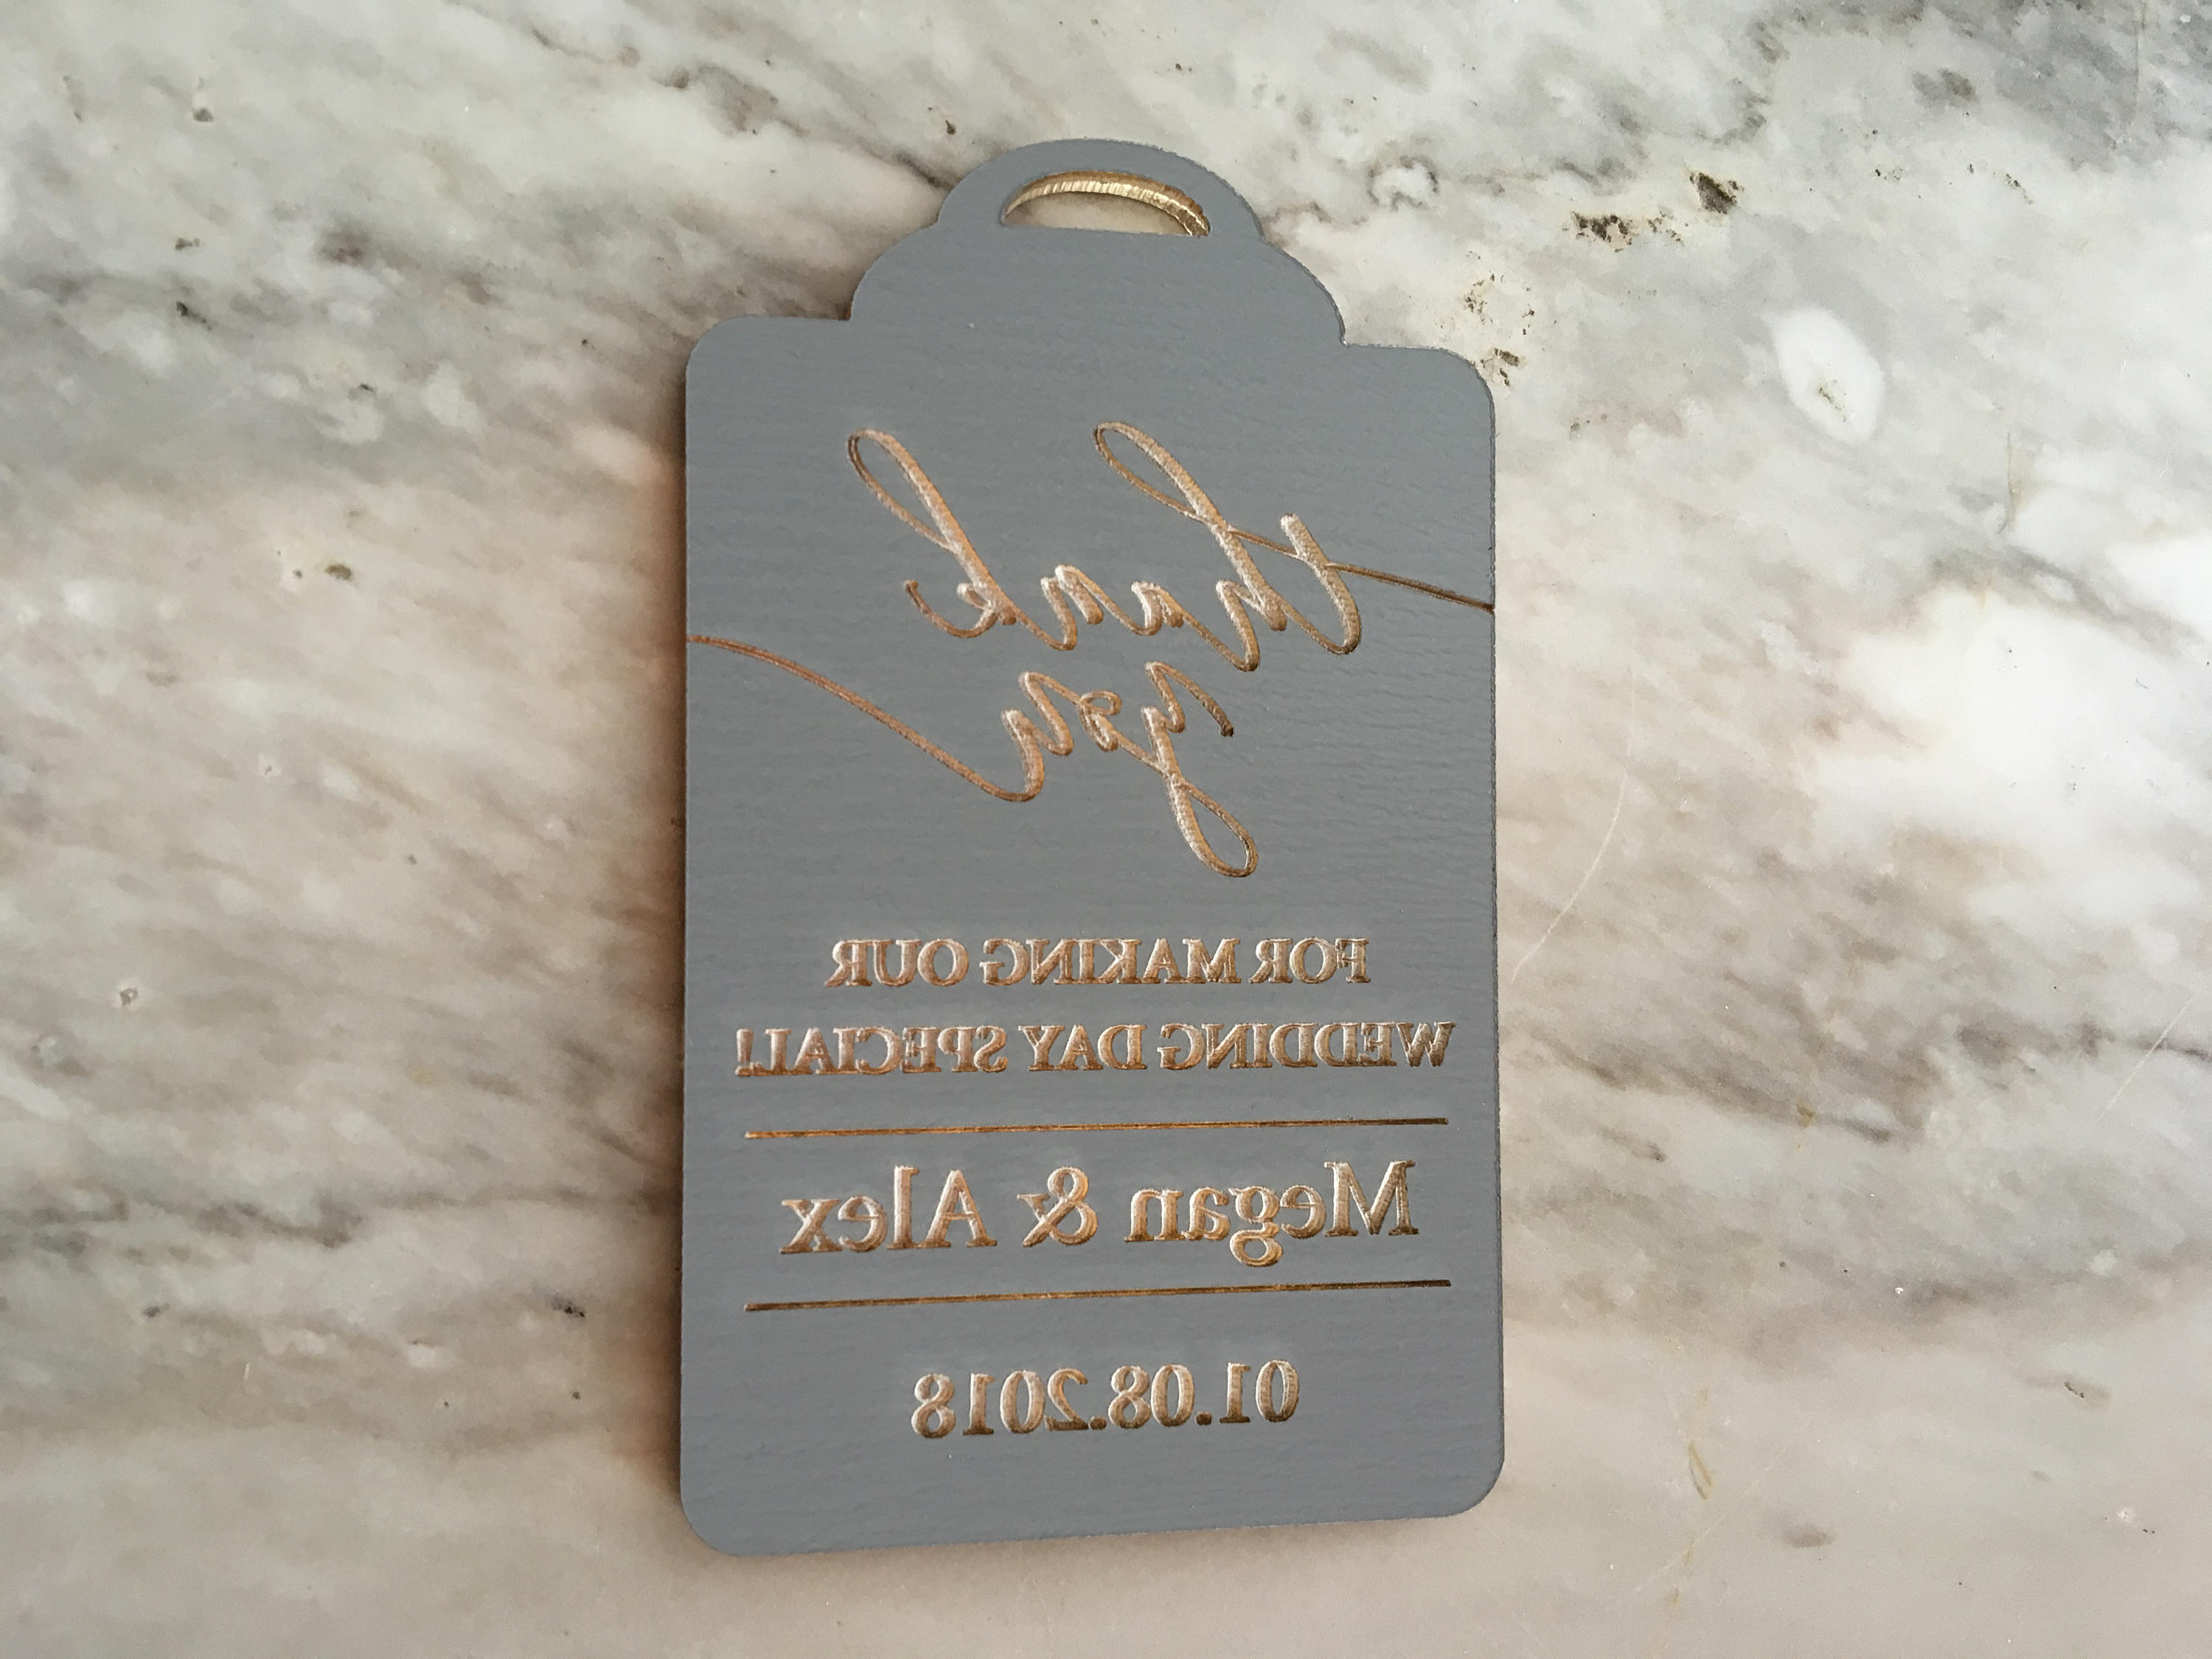 thank
you
FOR MAKING OUR
WEDDING DAY SPECIAL!
Megan & Alex
01.08.2018